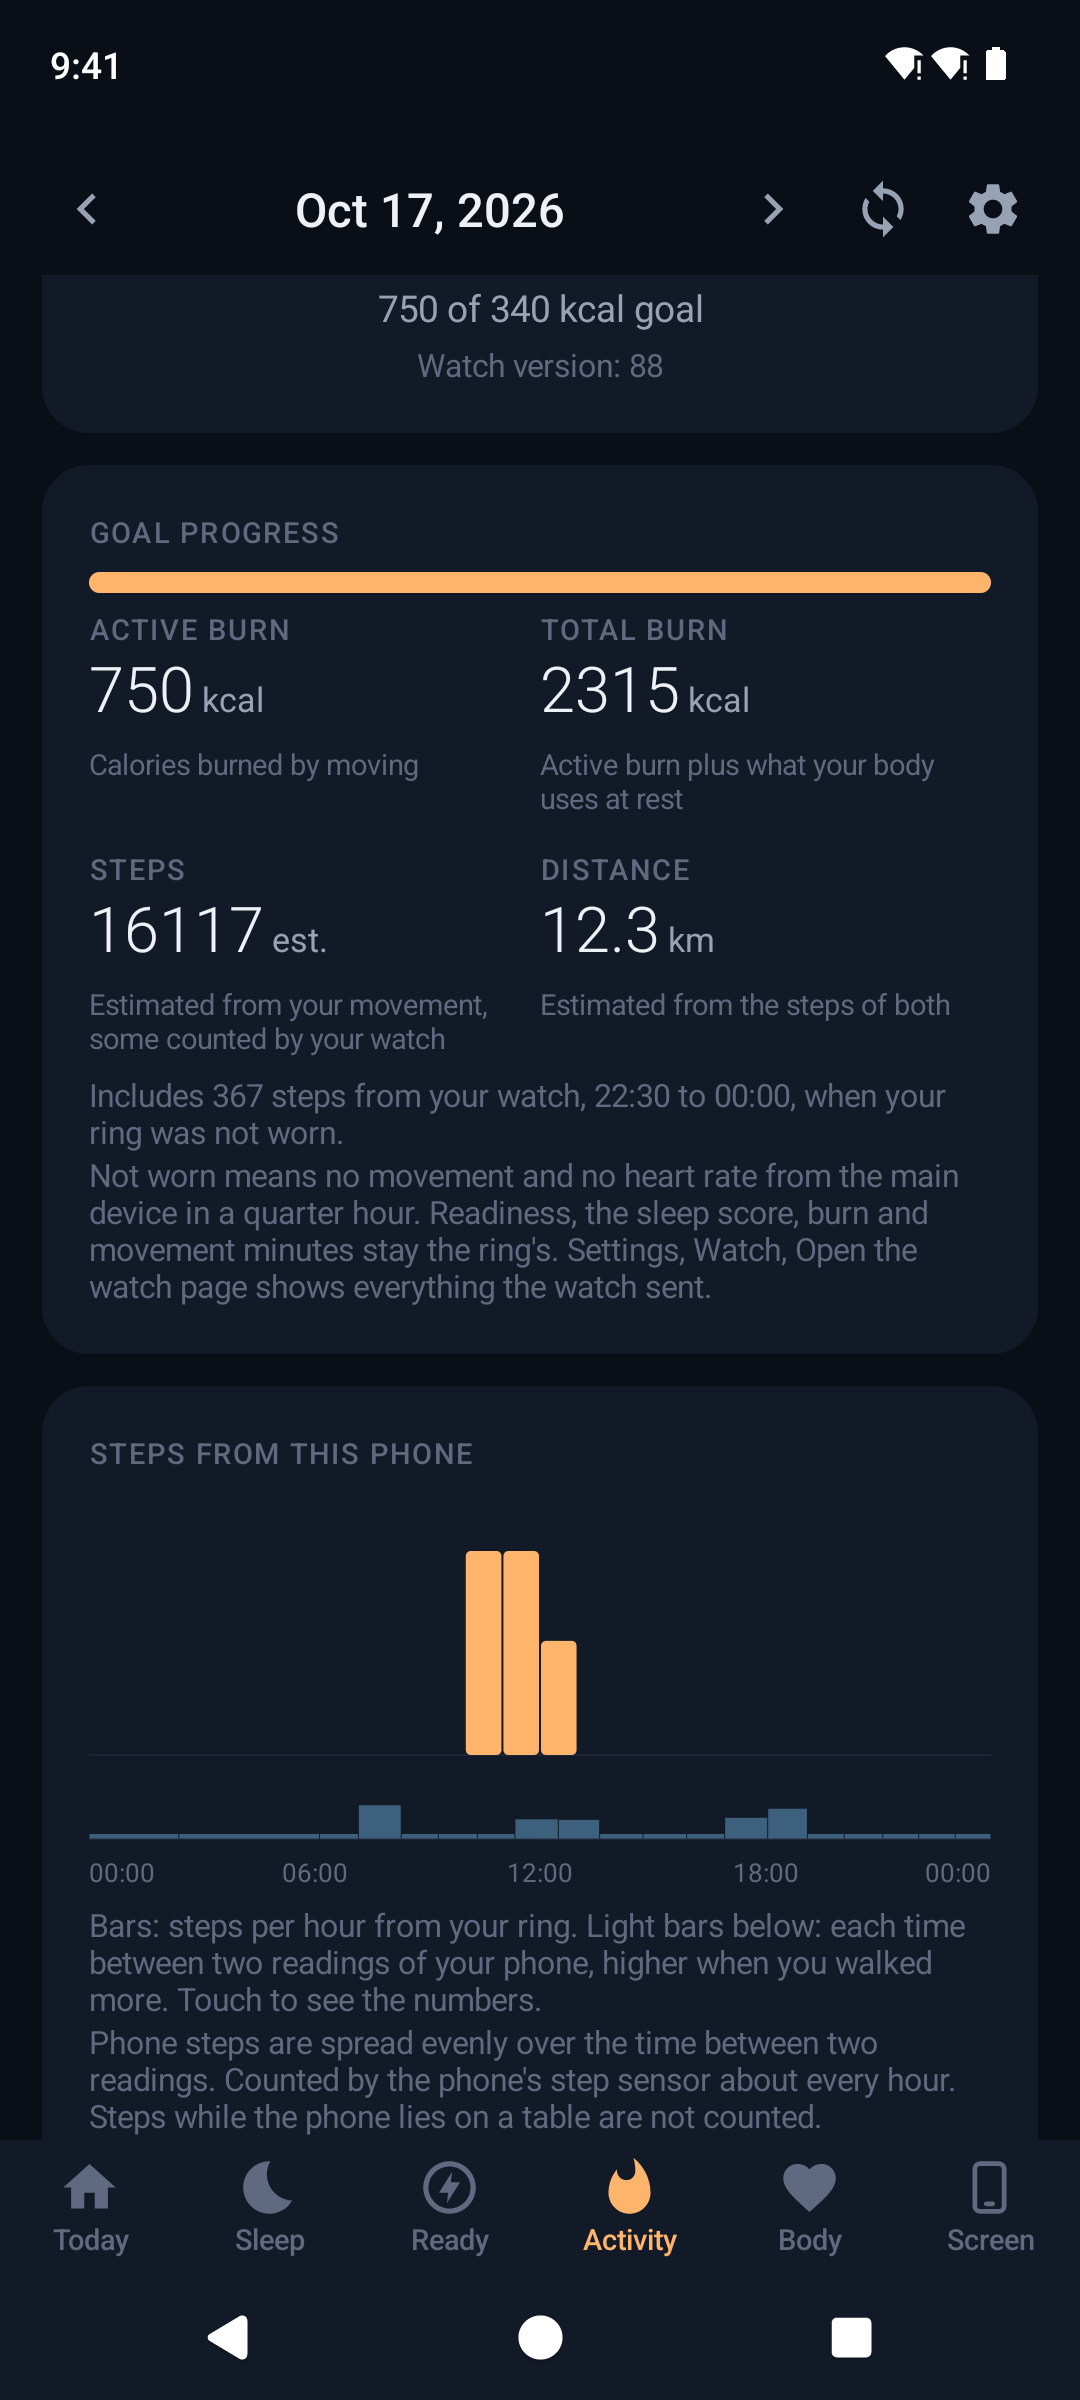 9:41
Oct 17, 2026
750 of 340 kcal goal
Watch version: 88
GOAL PROGRESS
ACTIVE BURN
750 kcal
Calories burned by moving
TOTAL BURN
2315 kcal
Active burn plus what your body
uses at rest
STEPS
16117 est.
Estimated from your movement,
some counted by your watch
DISTANCE
12.3 km
Estimated from the steps of both
Includes 367 steps from your watch, 22:30 to 00:00, when your
ring was not worn.
Not worn means no movement and no heart rate from the main
device in a quarter hour. Readiness, the sleep score, burn and
movement minutes stay the ring's. Settings, Watch, Open the
watch page shows everything the watch sent.
STEPS FROM THIS PHONE
00:00 06:00 12:00 18:00 00:00
Bars: steps per hour from your ring. Light bars below: each time
between two readings of your phone, higher when you walked
more. Touch to see the numbers.
Phone steps are spread evenly over the time between two
readings. Counted by the phone's step sensor about every hour.
Steps while the phone lies on a table are not counted.
Today Sleep Ready Activity Body Screen